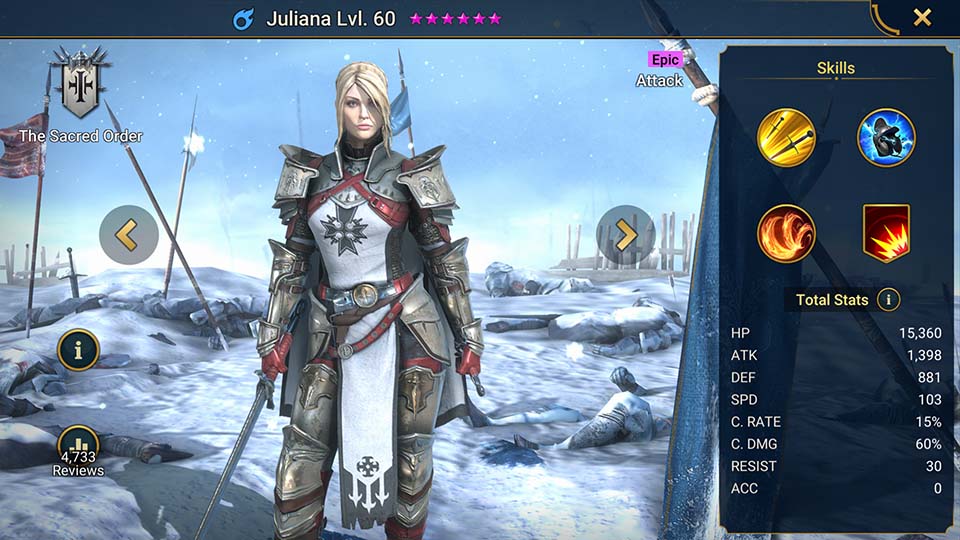 Juliana Lvl. 60
Epic
Attack
The Sacred Order
4,733
Reviews
Skills
Total Stats i
HP 15,360
ATK 1,398
DEF 881
SPD 103
C. RATE 15%
C. DMG 60%
RESIST 30
ACC 0